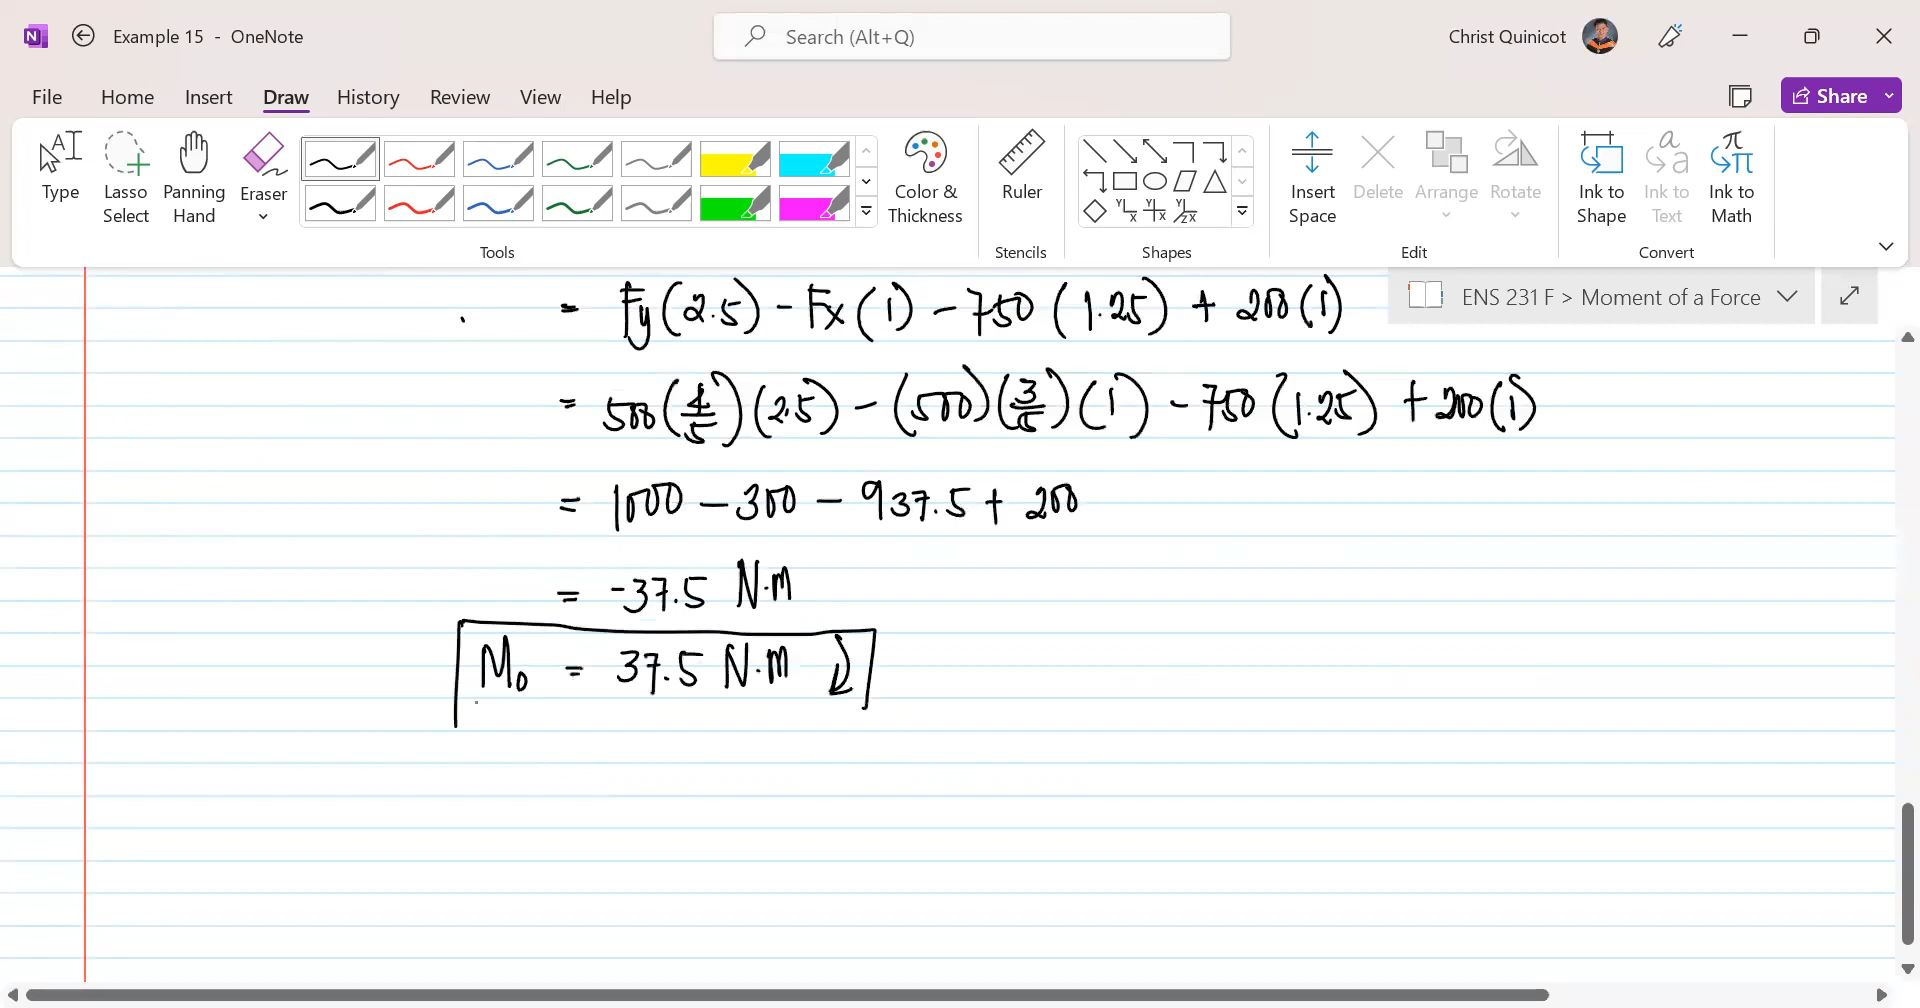 Example 15 - OneNote
Search (Alt+Q)
Christ Quinicot
File Home Insert Draw History Review View Help
Share
Type
Lasso Select
Panning Hand
Eraser
Color & Thickness
Ruler
Insert Space
Delete
Arrange
Rotate
Ink to Shape
Ink to Text
Ink to Math
Tools
Stencils
Shapes
Edit
Convert
ENS 231 F > Moment of a Force
= Fy(2.5) - Fx(1) - 750(1.25) + 200(1)
= 500(4/5)(2.5) - (500)(3/5)(1) - 750(1.25) + 200(1)
= 1000 - 300 - 937.5 + 200
= -37.5 N·m
M₀ = 37.5 N·m